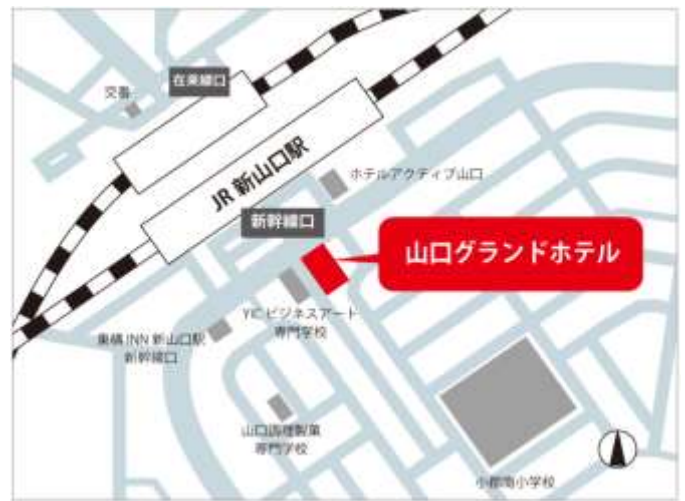 在来線口
交番
JR 新山口駅
ホテルアクティブ山口
新幹線口
山口グランドホテル
YIC ビジネスアート
専門学校
東横 INN 新山口駅
新幹線口
山口調理製菓
専門学校
小郡南小学校